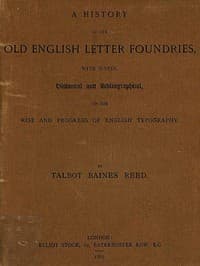 A HISTORY
OF THE
OLD ENGLISH LETTER FOUNDRIES,
WITH NOTES,
Historical and Bibliographical,
ON THE
RISE AND PROGRESS OF ENGLISH TYPOGRAPHY.
BY
TALBOT BAINES REED.
LONDON:
ELLIOT STOCK, 62, PATERNOSTER ROW, E.C.